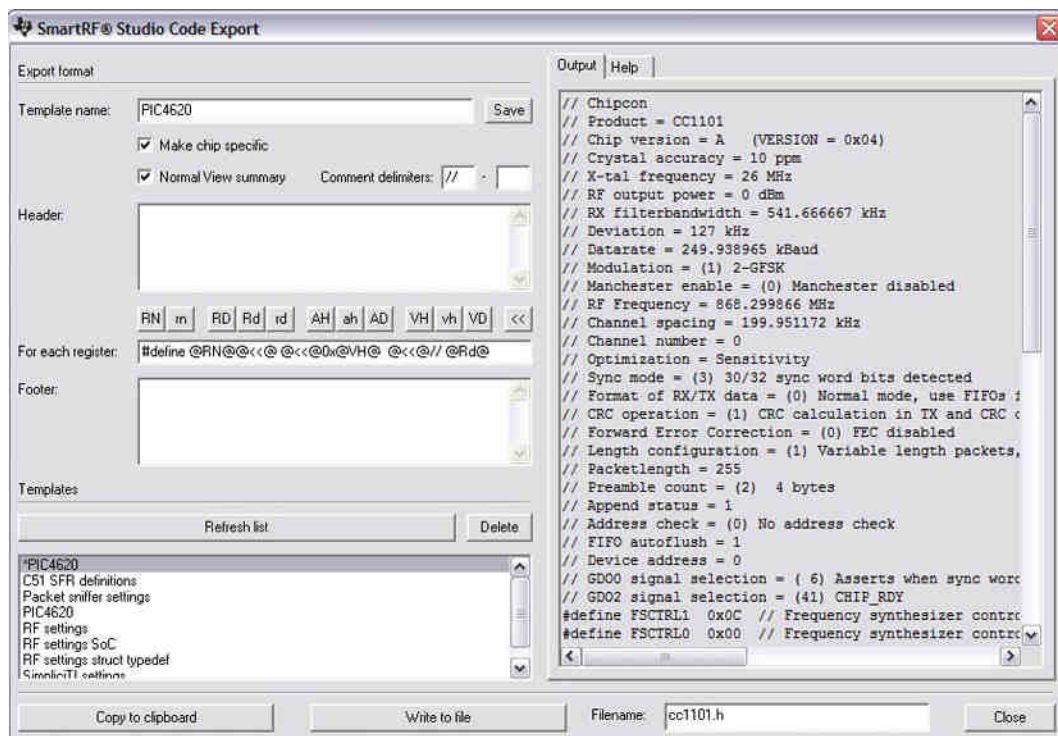 SmartRF® Studio Code Export
Export format
Template name:
PIC4620
Save
Make chip specific
Normal View summary
Comment delimiters:
//
-
Header:
RN
rn
RD
Rd
rd
AH
ah
AD
VH
vh
VD
<<
For each register:
#define @RN@@<<@ @<<@0x@VH@ @<<@// @Rd@
Footer:
Templates
Refresh list
Delete
*PIC4620
C51 SFR definitions
Packet sniffer settings
PIC4620
RF settings
RF settings SoC
RF settings struct typedef
SimpliciTI settings
Output
Help
// Chipcon
// Product = CC1101
// Chip version = A (VERSION = 0x04)
// Crystal accuracy = 10 ppm
// X-tal frequency = 26 MHz
// RF output power = 0 dBm
// RX filterbandwidth = 541.666667 kHz
// Deviation = 127 kHz
// Datarate = 249.938965 kBaud
// Modulation = (1) 2-GFSK
// Manchester enable = (0) Manchester disabled
// RF Frequency = 868.299866 MHz
// Channel spacing = 199.951172 kHz
// Channel number = 0
// Optimization = Sensitivity
// Sync mode = (3) 30/32 sync word bits detected
// Format of RX/TX data = (0) Normal mode, use FIFOs
// CRC operation = (1) CRC calculation in TX and CRC
// Forward Error Correction = (0) FEC disabled
// Length configuration = (1) Variable length packets,
// Packetlength = 255
// Preamble count = (2) 4 bytes
// Append status = 1
// Address check = (0) No address check
// FIFO autoflush = 1
// Device address = 0
// GDO0 signal selection = ( 6) Asserts when sync word
// GDO2 signal selection = (41) CHIP_RDY
#define FSCTRL1 0x0C // Frequency synthesizer contro
#define FSCTRL0 0x00 // Frequency synthesizer contro
Copy to clipboard
Write to file
Filename:
cc1101.h
Close